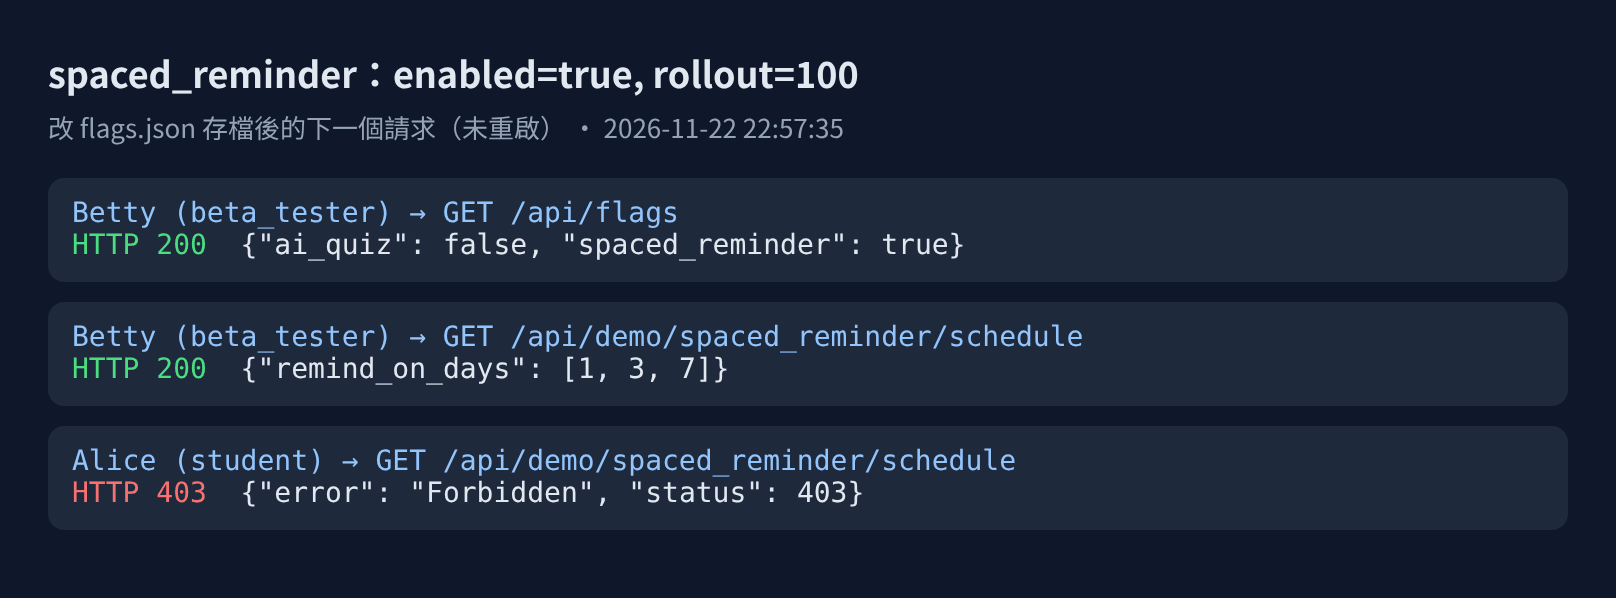 spaced_reminder：enabled=true, rollout=100
改 flags.json 存檔後的下一個請求（未重啟） · 2026-11-22 22:57:35
Betty (beta_tester) → GET /api/flags
HTTP 200  {"ai_quiz": false, "spaced_reminder": true}
Betty (beta_tester) → GET /api/demo/spaced_reminder/schedule
HTTP 200  {"remind_on_days": [1, 3, 7]}
Alice (student) → GET /api/demo/spaced_reminder/schedule
HTTP 403  {"error": "Forbidden", "status": 403}